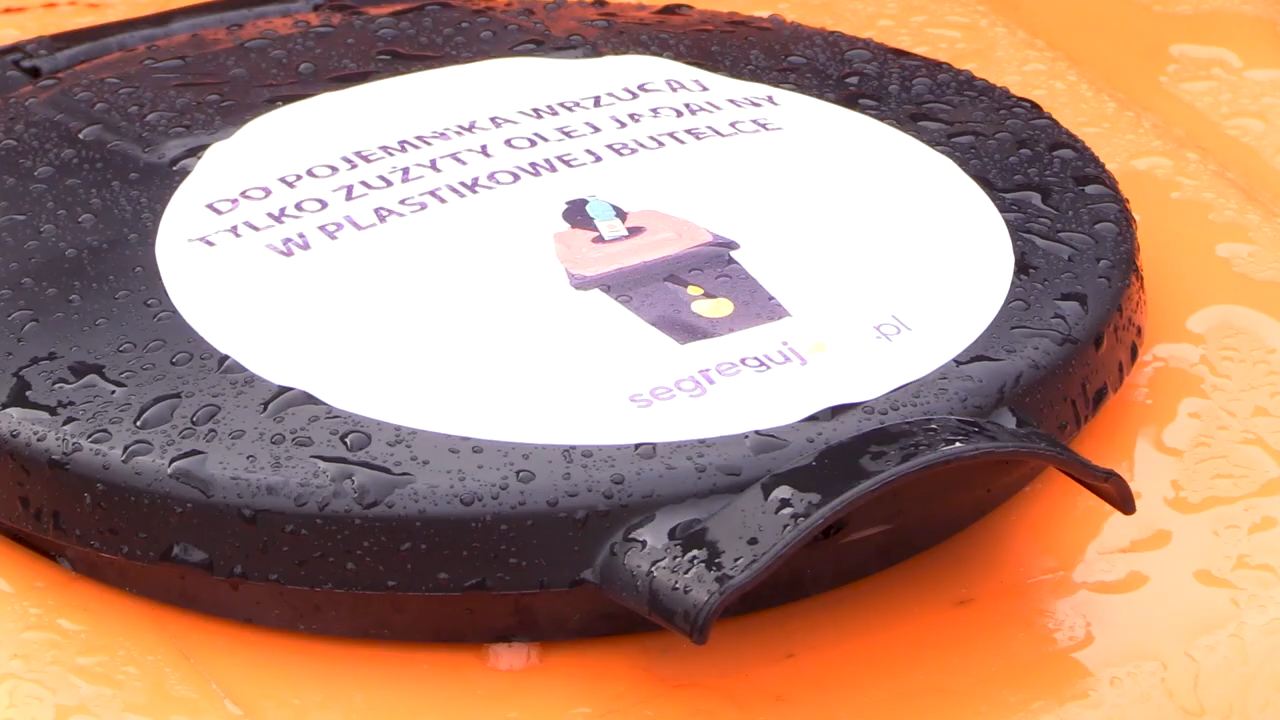 DO POJEMNIKA WRZUCAJ
TYLKO ZUŻYTY OLEJ JADALNY
W PLASTIKOWEJ BUTELCE
segreguj .pl